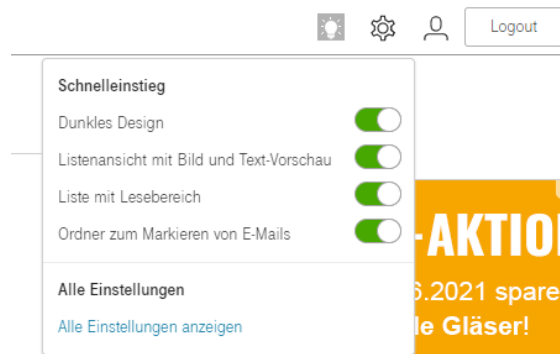 Logout
Schnelleinstieg
Dunkles Design
Listenansicht mit Bild und Text-Vorschau
Liste mit Lesebereich
Ordner zum Markieren von E-Mails
Alle Einstellungen
Alle Einstellungen anzeigen
-AKTIO
6.2021 spare
le Gläser!